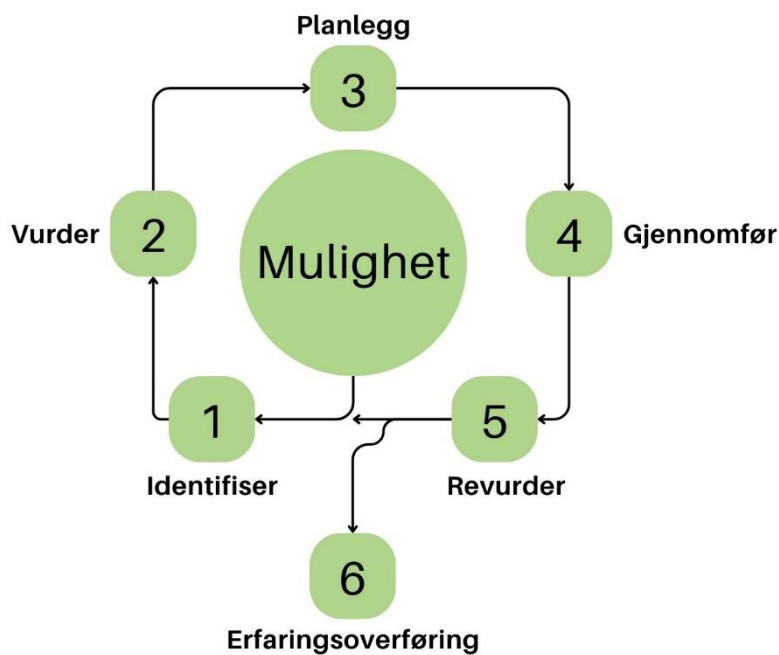 Planlegg
3
Vurder
2
Mulighet
4
Gjennomfør
1
5
Identifiser
Revurder
6
Erfaringsoverføring